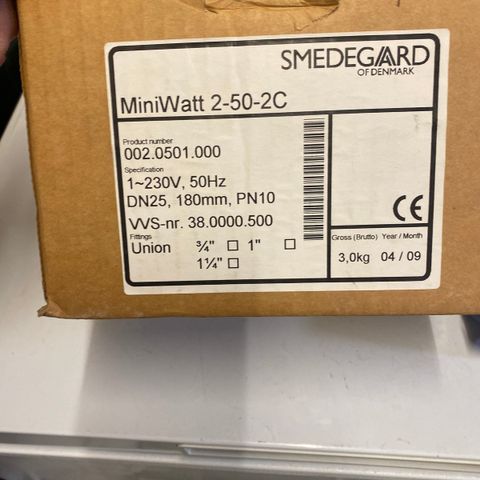 SMEDEGAARD
OF DENMARK
MiniWatt 2-50-2C
Product number
002.0501.000
Specification
1~230V, 50Hz
DN25, 180mm, PN10
VVS-nr. 38.0000.500
Fittings
Union ¾" ☐ 1" ☐
1¼" ☐
CE
Gross (Brutto) Year / Month
3,0kg 04 / 09